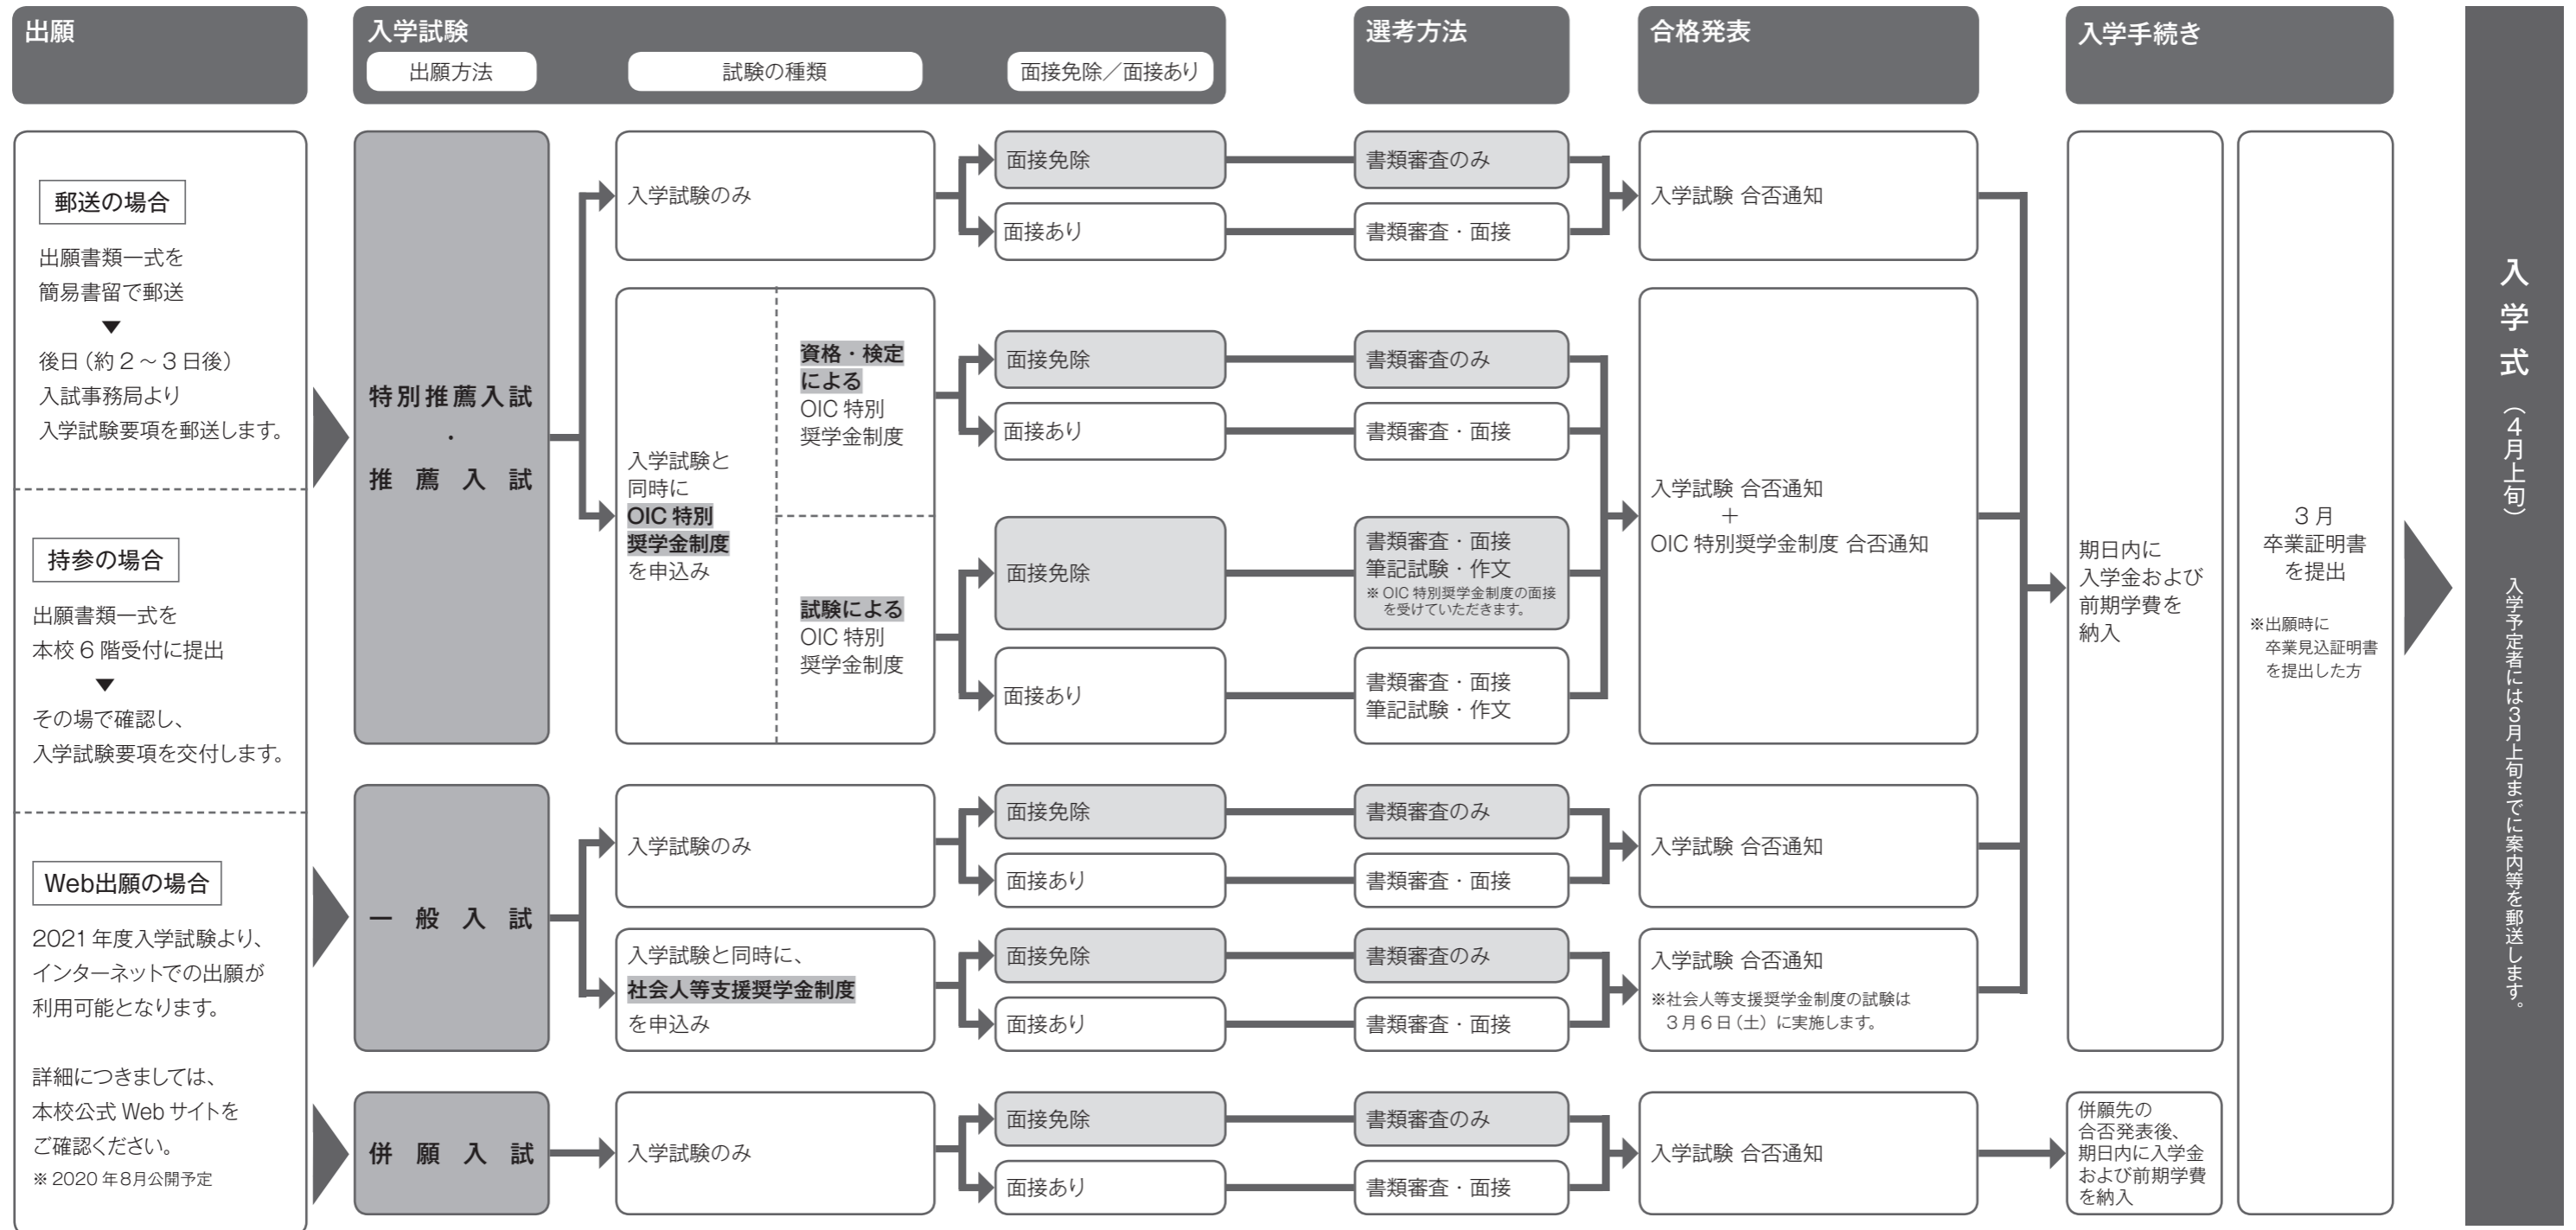 出願
入学試験
出願方法
試験の種類
面接免除／面接あり
選考方法
合格発表
入学手続き
郵送の場合
出願書類一式を
簡易書留で郵送
▼
後日（約２～３日後）
入試事務局より
入学試験要項を郵送します。
持参の場合
出願書類一式を
本校６階受付に提出
▼
その場で確認し、
入学試験要項を交付します。
Web出願の場合
2021年度入学試験より、
インターネットでの出願が
利用可能となります。
詳細につきましては、
本校公式 Web サイトを
ご確認ください。
※ 2020 年8月公開予定
特別推薦入試
・
推薦入試
入学試験のみ
面接免除
書類審査のみ
面接あり
書類審査・面接
入学試験 合否通知
入学試験と
同時に
OIC 特別
奨学金制度
を申込み
資格・検定
による
OIC 特別
奨学金制度
面接免除
書類審査のみ
面接あり
書類審査・面接
試験による
OIC 特別
奨学金制度
面接免除
書類審査・面接
筆記試験・作文
※ OIC 特別奨学金制度の面接
を受けていただきます。
面接あり
書類審査・面接
筆記試験・作文
入学試験 合否通知
＋
OIC 特別奨学金制度 合否通知
一般入試
入学試験のみ
面接免除
書類審査のみ
面接あり
書類審査・面接
入学試験 合否通知
入学試験と同時に、
社会人等支援奨学金制度
を申込み
面接免除
書類審査のみ
面接あり
書類審査・面接
入学試験 合否通知
※社会人等支援奨学金制度の試験は
３月６日（土）に実施します。
併願入試
入学試験のみ
面接免除
書類審査のみ
面接あり
書類審査・面接
入学試験 合否通知
期日内に
入学金および
前期学費を
納入
併願先の
合否発表後、
期日内に入学金
および前期学費
を納入
３月
卒業証明書
を提出
※出願時に
卒業見込証明書
を提出した方
入学式（４月上旬）　入学予定者には３月上旬までに案内等を郵送します。